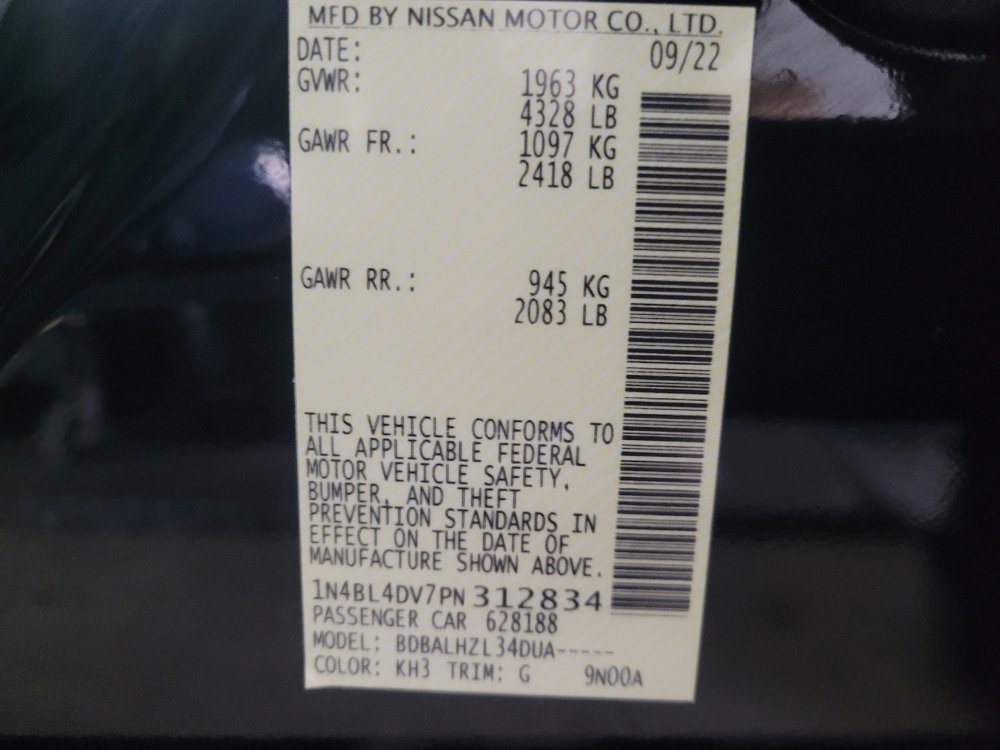 MFD BY NISSAN MOTOR CO., LTD.
DATE: 09/22
GVWR: 1963 KG
4328 LB
GAWR FR.: 1097 KG
2418 LB
GAWR RR.: 945 KG
2083 LB
THIS VEHICLE CONFORMS TO
ALL APPLICABLE FEDERAL
MOTOR VEHICLE SAFETY,
BUMPER, AND THEFT
PREVENTION STANDARDS IN
EFFECT ON THE DATE OF
MANUFACTURE SHOWN ABOVE.
1N4BL4DV7PN 312834
PASSENGER CAR 628188
MODEL: BDBALHZL34DUA-----
COLOR: KH3 TRIM: G 9N00A